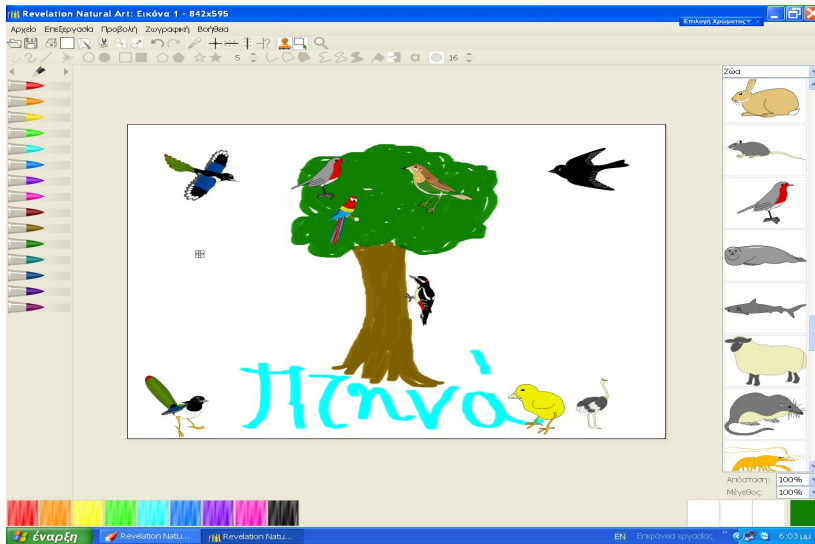 Revelation Natural Art: Εικόνα 1 - 842x595
Επιλογή Χρώματος
Αρχείο Επεξεργασία Προβολή Ζωγραφική Βοήθεια
5
16
Ζώα
Πτηνά
Απόσταση: 100%
Μέγεθος: 100%
έναρξη
Revelation Natu...
Revelation Natu...
EN
Επιφάνεια εργασίας
6:03 μμ